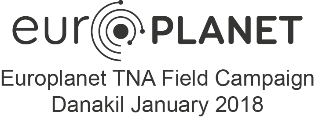 euroPLANET
Europlanet TNA Field Campaign
Danakil January 2018